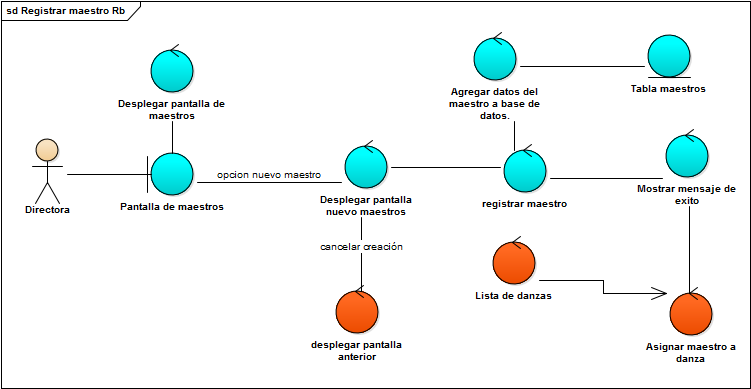 sd Registrar maestro Rb
Desplegar pantalla de
maestros
Agregar datos del
maestro a base de
datos.
Tabla maestros
Directora
Pantalla de maestros
opcion nuevo maestro
Desplegar pantalla
nuevo maestros
registrar maestro
Mostrar mensaje de
exito
cancelar creación
Lista de danzas
desplegar pantalla
anterior
Asignar maestro a
danza